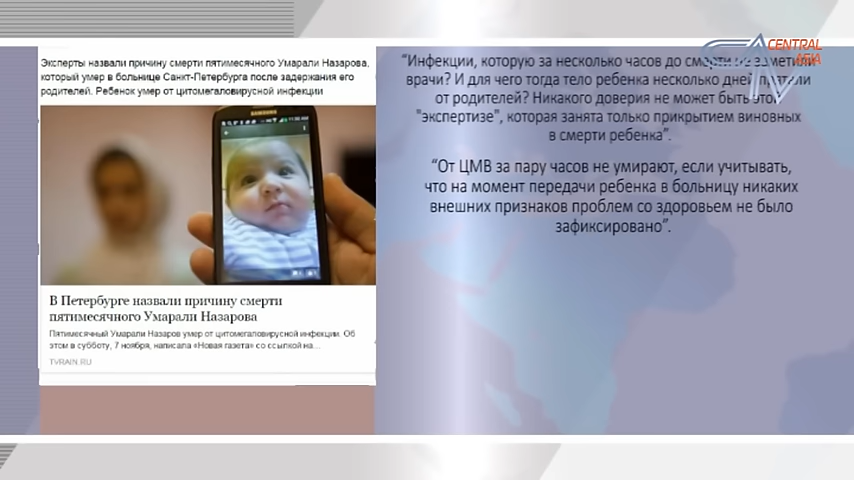 CENTRAL
ASIA
TV
Эксперты назвали причину смерти пятимесячного Умарали Назарова,
который умер в больнице Санкт-Петербурга после задержания его
родителей. Ребенок умер от цитомегаловирусной инфекции
SAMSUNG
В Петербурге назвали причину смерти
пятимесячного Умарали Назарова
Пятимесячный Умарали Назаров умер от цитомегаловирусной инфекции. Об
этом в субботу, 7 ноября, написала «Новая газета» со ссылкой на...
TVRAIN.RU
“Инфекции, которую за несколько часов до смерти не заметили
врачи? И для чего тогда тело ребенка несколько дней прятали
от родителей? Никакого доверия не может быть этой
"экспертизе", которая занята только прикрытием виновных
в смерти ребенка”.
“От ЦМВ за пару часов не умирают, если учитывать,
что на момент передачи ребенка в больницу никаких
внешних признаков проблем со здоровьем не было
зафиксировано”.